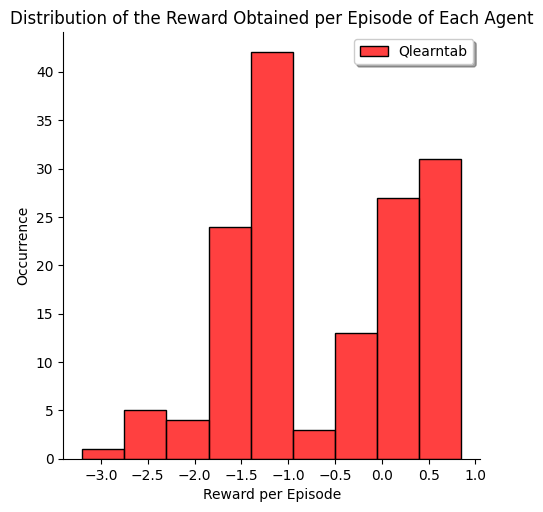 Distribution of the Reward Obtained per Episode of Each Agent
Qlearntab
Occurrence
40
35
30
25
20
15
10
5
0
−3.0 −2.5 −2.0 −1.5 −1.0 −0.5 0.0 0.5 1.0
Reward per Episode